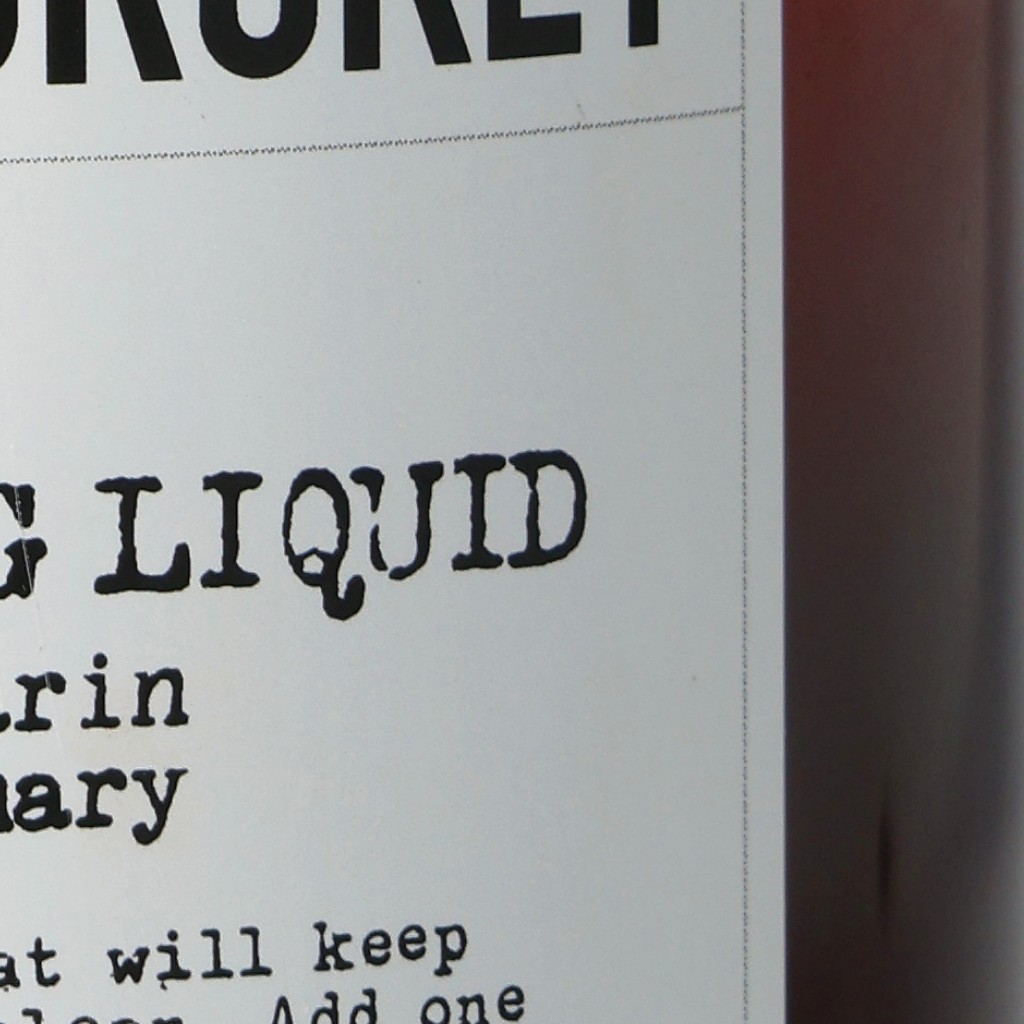 G LIQUID
rin
ary
at will keep
Add one